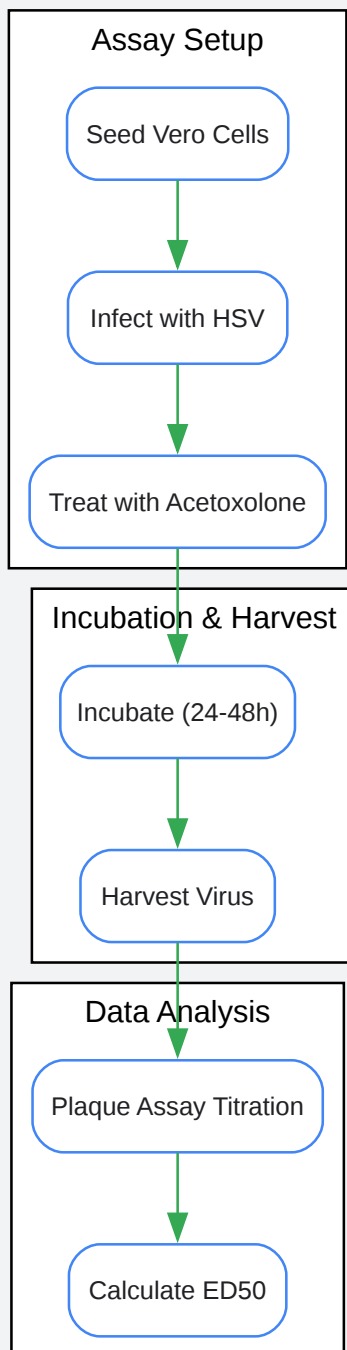 Assay Setup
Seed Vero Cells
Infect with HSV
Treat with Acetoxolone
Incubation & Harvest
Incubate (24-48h)
Harvest Virus
Data Analysis
Plaque Assay Titration
Calculate ED50